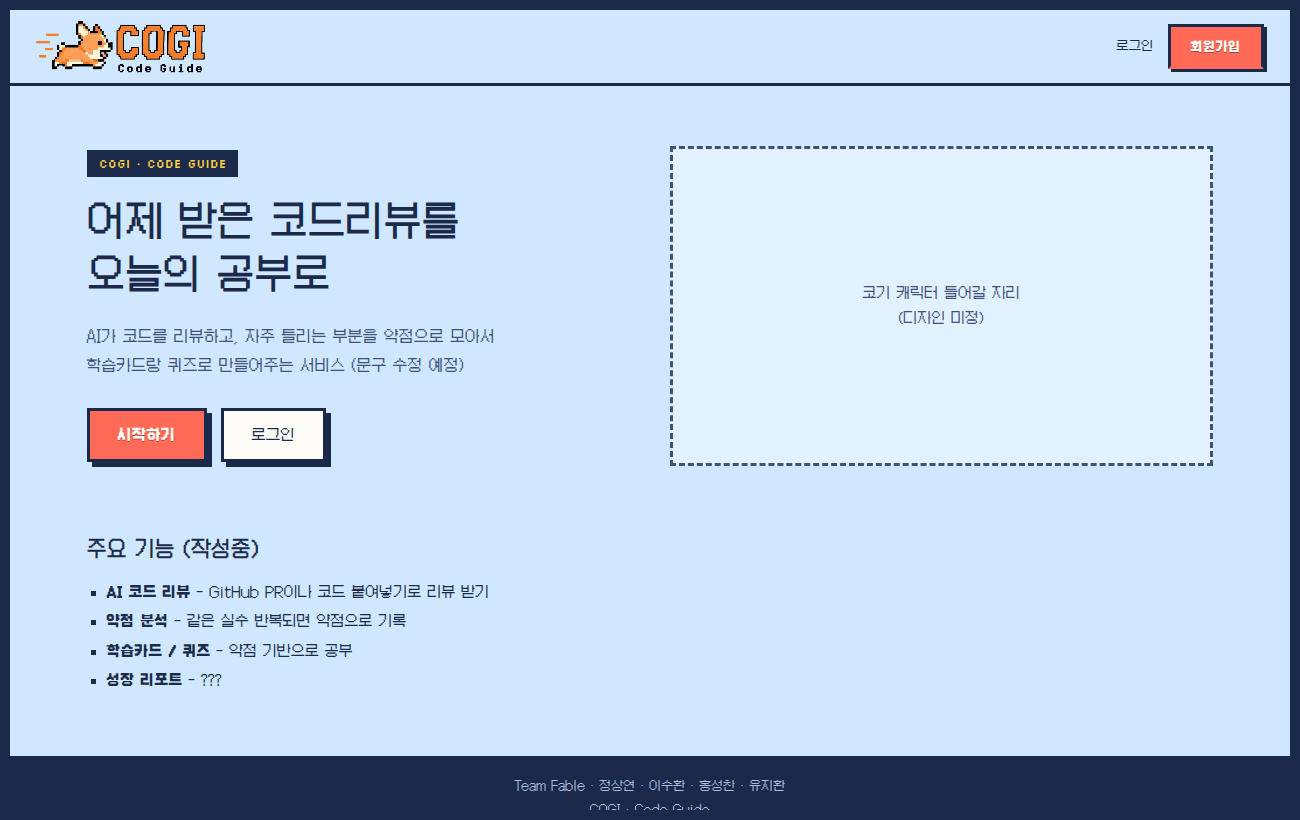 COGI
Code Guide
로그인
회원가입
COGI · CODE GUIDE
어제 받은 코드리뷰를
오늘의 공부로
AI가 코드를 리뷰하고, 자주 틀리는 부분을 약점으로 모아서
학습카드랑 퀴즈로 만들어주는 서비스 (문구 수정 예정)
시작하기
로그인
코기 캐릭터 들어갈 자리
(디자인 미정)
주요 기능 (작성중)
AI 코드 리뷰 - GitHub PR이나 코드 붙여넣기로 리뷰 받기
약점 분석 - 같은 실수 반복되면 약점으로 기록
학습카드 / 퀴즈 - 약점 기반으로 공부
성장 리포트 - ???
Team Fable · 정상연 · 이수환 · 홍성찬 · 유지환
COGI · Code Guide